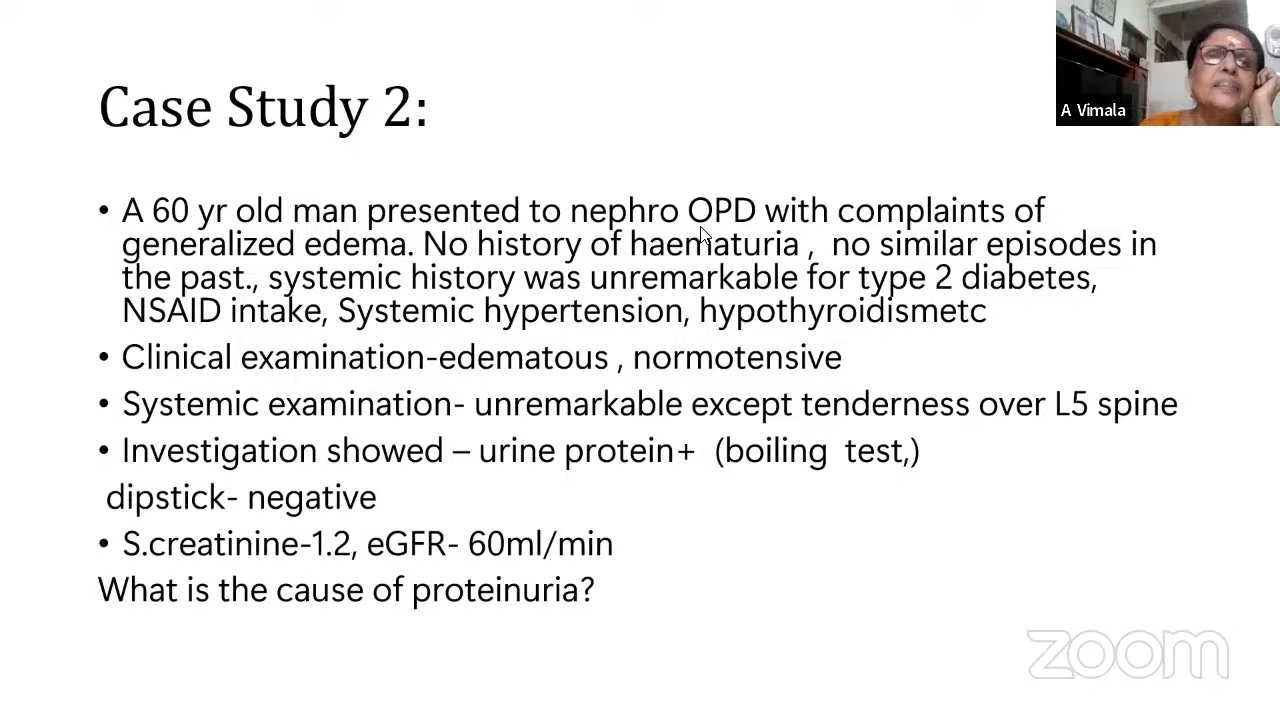 A Vimala
Case Study 2:
• A 60 yr old man presented to nephro OPD with complaints of
generalized edema. No history of haematuria , no similar episodes in
the past., systemic history was unremarkable for type 2 diabetes,
NSAID intake, Systemic hypertension, hypothyroidismetc
• Clinical examination-edematous , normotensive
• Systemic examination- unremarkable except tenderness over L5 spine
• Investigation showed – urine protein+ (boiling test,)
dipstick- negative
• S.creatinine-1.2, eGFR- 60ml/min
What is the cause of proteinuria?
zoom